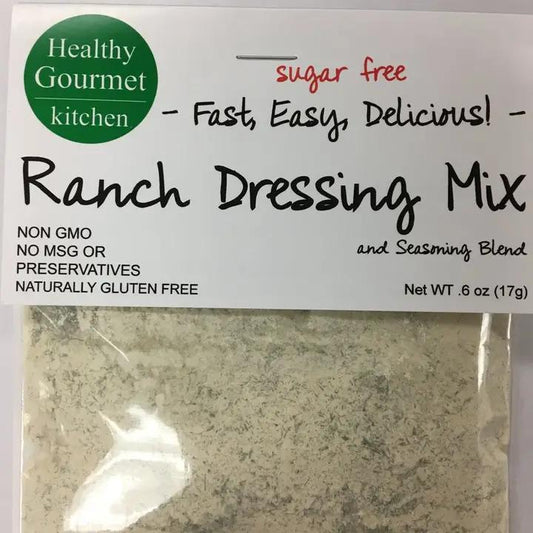 Healthy
Gourmet
kitchen
sugar free
- Fast, Easy, Delicious! -
Ranch Dressing Mix
and Seasoning Blend
NON GMO
NO MSG OR
PRESERVATIVES
NATURALLY GLUTEN FREE
Net WT .6 oz (17g)